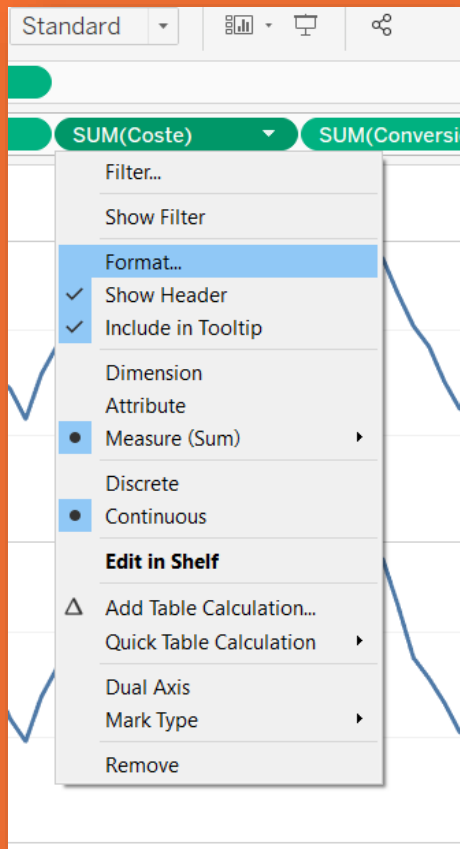 Standard
SUM(Coste)
SUM(Conversi
Filter...
Show Filter
Format...
Show Header
Include in Tooltip
Dimension
Attribute
Measure (Sum)
Discrete
Continuous
Edit in Shelf
Add Table Calculation...
Quick Table Calculation
Dual Axis
Mark Type
Remove